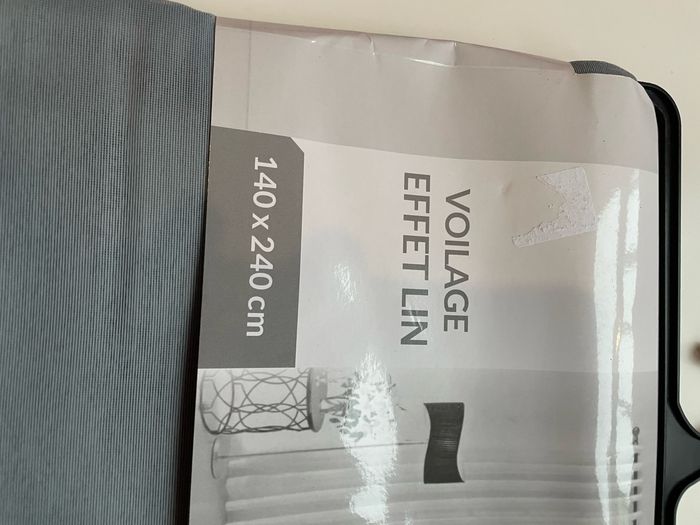 VOILAGE
EFFET LIN
140 x 240 cm